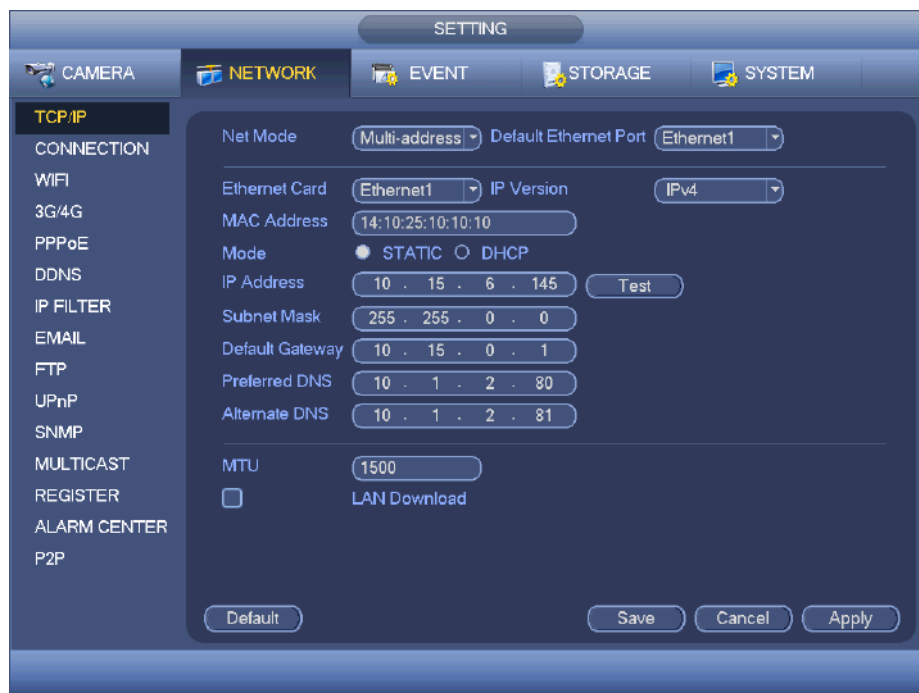 SETTING
CAMERA NETWORK EVENT STORAGE SYSTEM
TCP/IP
CONNECTION
WIFI
3G/4G
PPPoE
DDNS
IP FILTER
EMAIL
FTP
UPnP
SNMP
MULTICAST
REGISTER
ALARM CENTER
P2P
Net Mode Multi-address Default Ethernet Port Ethernet1
Ethernet Card Ethernet1 IP Version IPv4
MAC Address 14:10:25:10:10:10
Mode STATIC DHCP
IP Address 10 . 15 . 6 . 145 Test
Subnet Mask 255 . 255 . 0 . 0
Default Gateway 10 . 15 . 0 . 1
Preferred DNS 10 . 1 . 2 . 80
Alternate DNS 10 . 1 . 2 . 81
MTU 1500
LAN Download
Default Save Cancel Apply